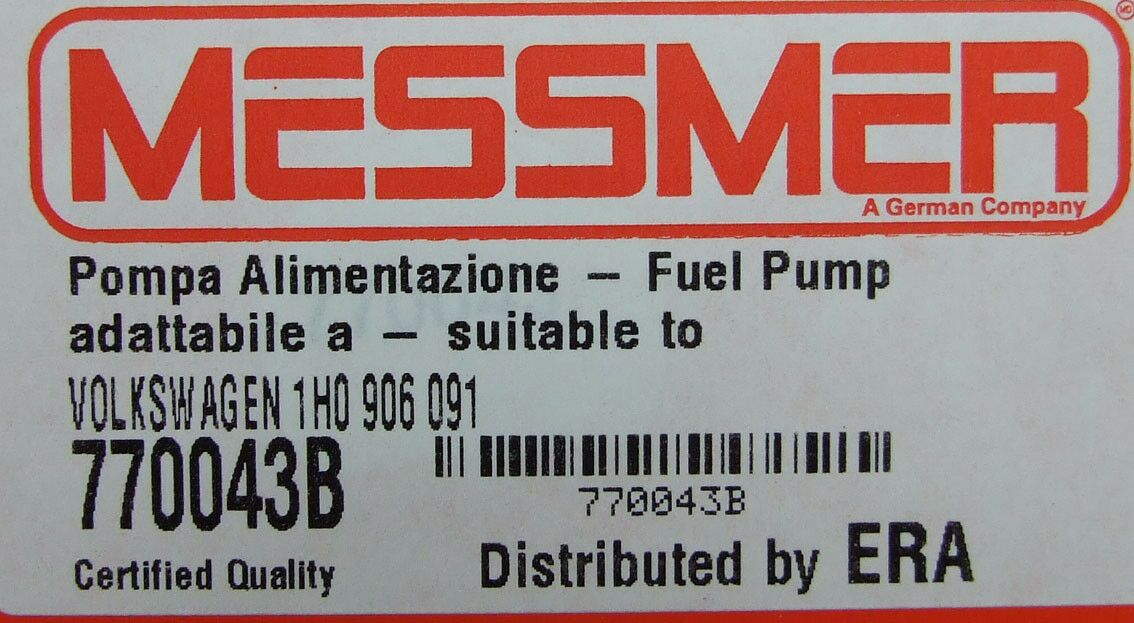 MESSMER
A German Company
Pompa Alimentazione – Fuel Pump
adattabile a – suitable to
VOLKSWAGEN 1H0 906 091
770043B
770043B
Certified Quality
Distributed by ERA